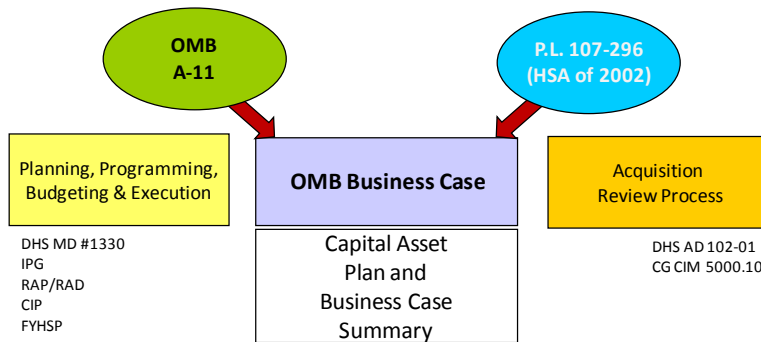 OMB
A-11
P.L. 107-296
(HSA of 2002)
Planning, Programming,
Budgeting & Execution
OMB Business Case
Acquisition
Review Process
DHS MD #1330
IPG
RAP/RAD
CIP
FYHSP
Capital Asset
Plan and
Business Case
Summary
DHS AD 102-01
CG CIM 5000.10